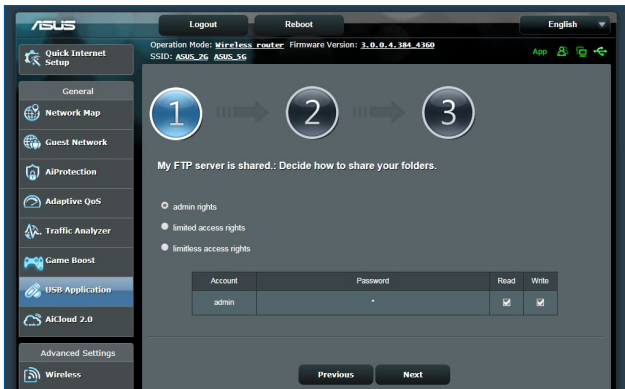 ASUS
Logout
Reboot
English
Quick Internet
Setup
Operation Mode: Wireless router Firmware Version: 3.0.0.4.384_4360
SSID: ASUS_2G ASUS_5G
App
General
Network Map
Guest Network
AiProtection
Adaptive QoS
Traffic Analyzer
Game Boost
USB Application
AiCloud 2.0
Advanced Settings
Wireless
1 2 3
My FTP server is shared.: Decide how to share your folders.
admin rights
limited access rights
limitless access rights
Account Password Read Write
admin *
Previous Next